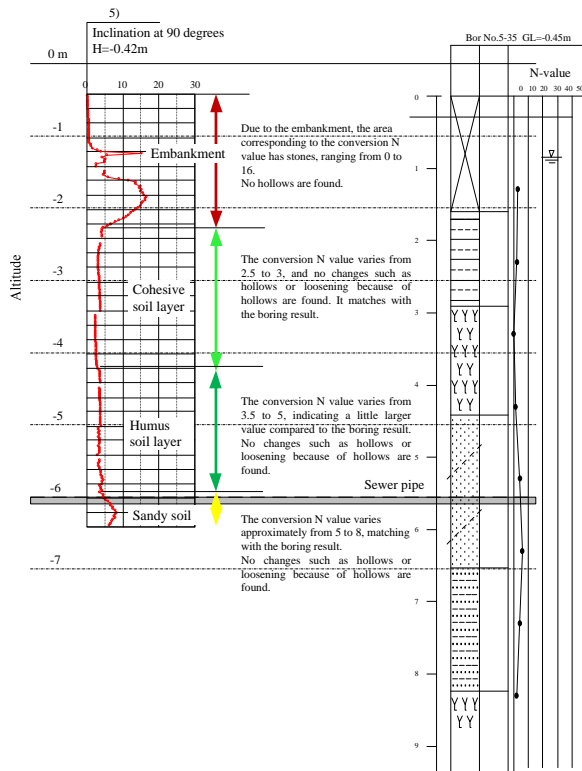 5)
Inclination at 90 degrees
H=-0.42m
0 m
0 10 20 30
-1
-2
-3
-4
-5
-6
-7
Altitude
Embankment
Cohesive
soil layer
Humus
soil layer
Sandy soil
Due to the embankment, the area
corresponding to the conversion N
value has stones, ranging from 0 to
16.
No hollows are found.
The conversion N value varies from
2.5 to 3, and no changes such as
hollows or loosening because of
hollows are found. It matches with
the boring result.
The conversion N value varies from
3.5 to 5, indicating a little larger
value compared to the boring result.
No changes such as hollows or
loosening because of hollows are
found.
Sewer pipe
The conversion N value varies
approximately from 5 to 8, matching
with the boring result.
No changes such as hollows or
loosening because of hollows are
found.
Bor No.5-35 GL=-0.45m
N-value
0 10 20 30 40 50
0
1
2
3
4
5
6
7
8
9